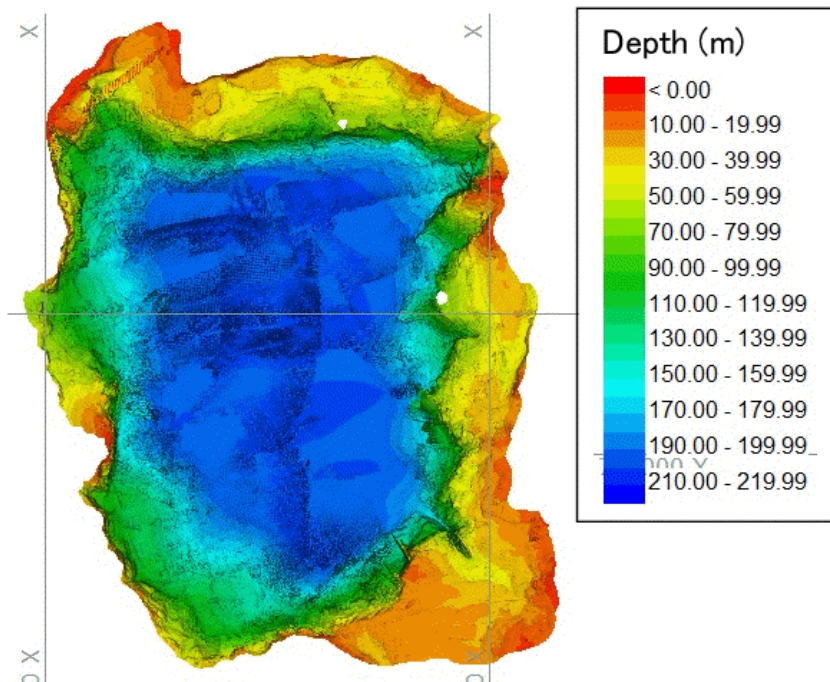 X
X
Depth (m)
< 0.00
10.00 - 19.99
30.00 - 39.99
50.00 - 59.99
70.00 - 79.99
90.00 - 99.99
110.00 - 119.99
130.00 - 139.99
150.00 - 159.99
170.00 - 179.99
190.00 - 199.99
210.00 - 219.99
X
X